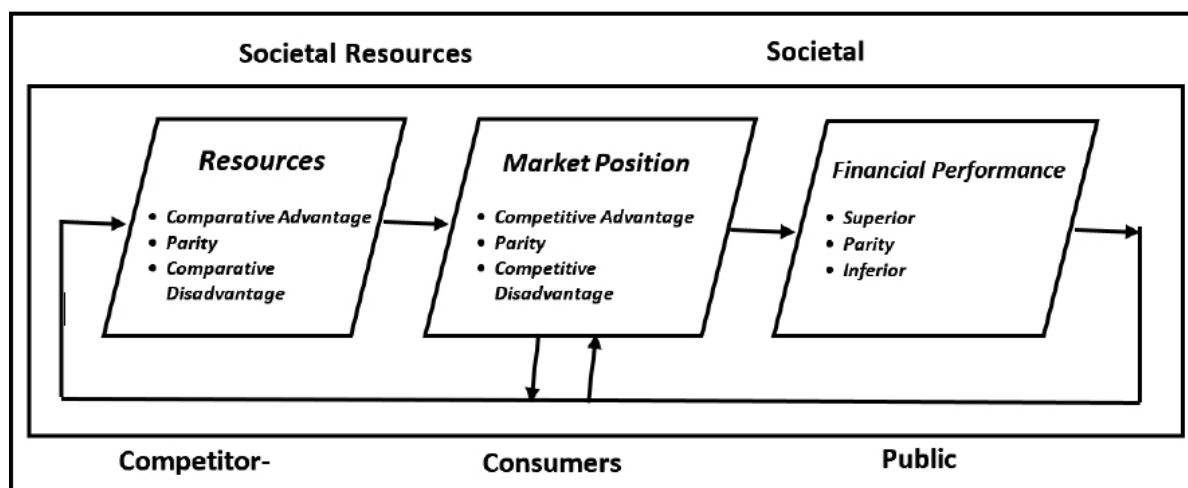 Societal Resources
Societal
Resources
• Comparative Advantage
• Parity
• Comparative
Disadvantage
Market Position
• Competitive Advantage
• Parity
• Competitive
Disadvantage
Financial Performance
• Superior
• Parity
• Inferior
Competitor-
Consumers
Public